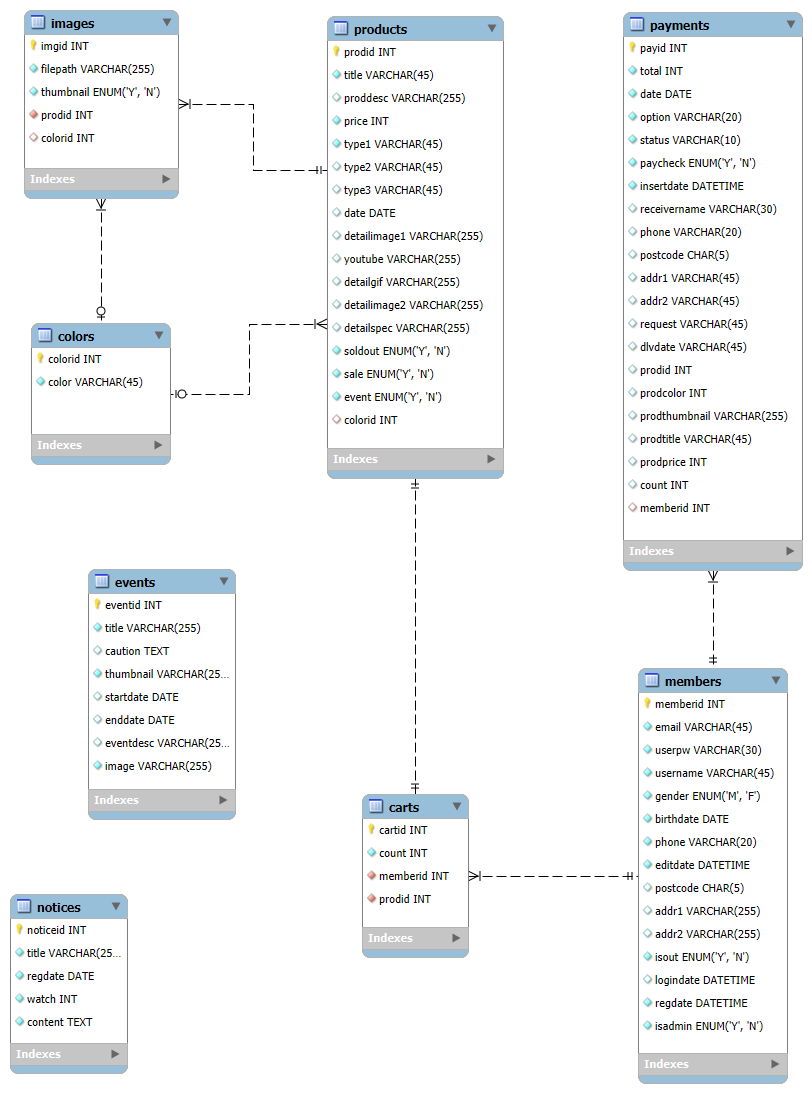 images
imgid INT
filepath VARCHAR(255)
thumbnail ENUM('Y', 'N')
prodid INT
colorid INT
Indexes
products
prodid INT
title VARCHAR(45)
proddesc VARCHAR(255)
price INT
type1 VARCHAR(45)
type2 VARCHAR(45)
type3 VARCHAR(45)
date DATE
detailimage1 VARCHAR(255)
youtube VARCHAR(255)
detailgif VARCHAR(255)
detailimage2 VARCHAR(255)
detailspec VARCHAR(255)
soldout ENUM('Y', 'N')
sale ENUM('Y', 'N')
event ENUM('Y', 'N')
colorid INT
Indexes
payments
payid INT
total INT
date DATE
option VARCHAR(20)
status VARCHAR(10)
paycheck ENUM('Y', 'N')
insertdate DATETIME
receivername VARCHAR(30)
phone VARCHAR(20)
postcode CHAR(5)
addr1 VARCHAR(45)
addr2 VARCHAR(45)
request VARCHAR(45)
dlvdate VARCHAR(45)
prodid INT
prodcolor INT
prodthumbnail VARCHAR(255)
prodtitle VARCHAR(45)
prodprice INT
count INT
memberid INT
Indexes
colors
colorid INT
color VARCHAR(45)
Indexes
events
eventid INT
title VARCHAR(255)
caution TEXT
thumbnail VARCHAR(25...
startdate DATE
enddate DATE
eventdesc VARCHAR(25...
image VARCHAR(255)
Indexes
members
memberid INT
email VARCHAR(45)
userpw VARCHAR(30)
username VARCHAR(45)
gender ENUM('M', 'F')
birthdate DATE
phone VARCHAR(20)
editdate DATETIME
postcode CHAR(5)
addr1 VARCHAR(255)
addr2 VARCHAR(255)
isout ENUM('Y', 'N')
logindate DATETIME
regdate DATETIME
isadmin ENUM('Y', 'N')
Indexes
carts
cartid INT
count INT
memberid INT
prodid INT
Indexes
notices
noticeid INT
title VARCHAR(25...
regdate DATE
watch INT
content TEXT
Indexes